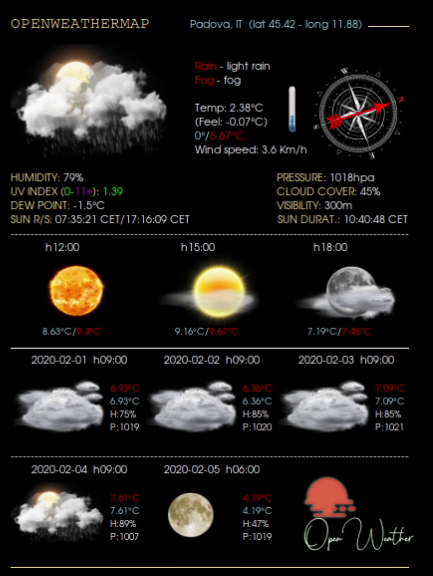 OPENWEATHERMAP
Padova, IT (lat 45.42 - long 11.88)
Rain - light rain
Fog - fog
Temp: 2.38°C
(Feel: -0.07°C)
0°/5.67°C
Wind speed: 3.6 Km/h
HUMIDITY: 79%
UV INDEX (0-11+): 1.39
DEW POINT: -1.5°C
SUN R/S: 07:35:21 CET/17:16:09 CET
PRESSURE: 1018hpa
CLOUD COVER: 45%
VISIBILITY: 300m
SUN DURAT.: 10:40:48 CET
h12:00 h15:00 h18:00
8.63°C/9.4°C 9.16°C/9.67°C 7.19°C/7.45°C
2020-02-01 h09:00 2020-02-02 h09:00 2020-02-03 h09:00
6.93°C 6.36°C 7.09°C
6.93°C 6.36°C 7.09°C
H:75% H:85% H:85%
P:1019 P:1020 P:1021
2020-02-04 h09:00 2020-02-05 h06:00
7.61°C 4.19°C
7.61°C 4.19°C
H:89% H:47%
P:1007 P:1019
Open Weather